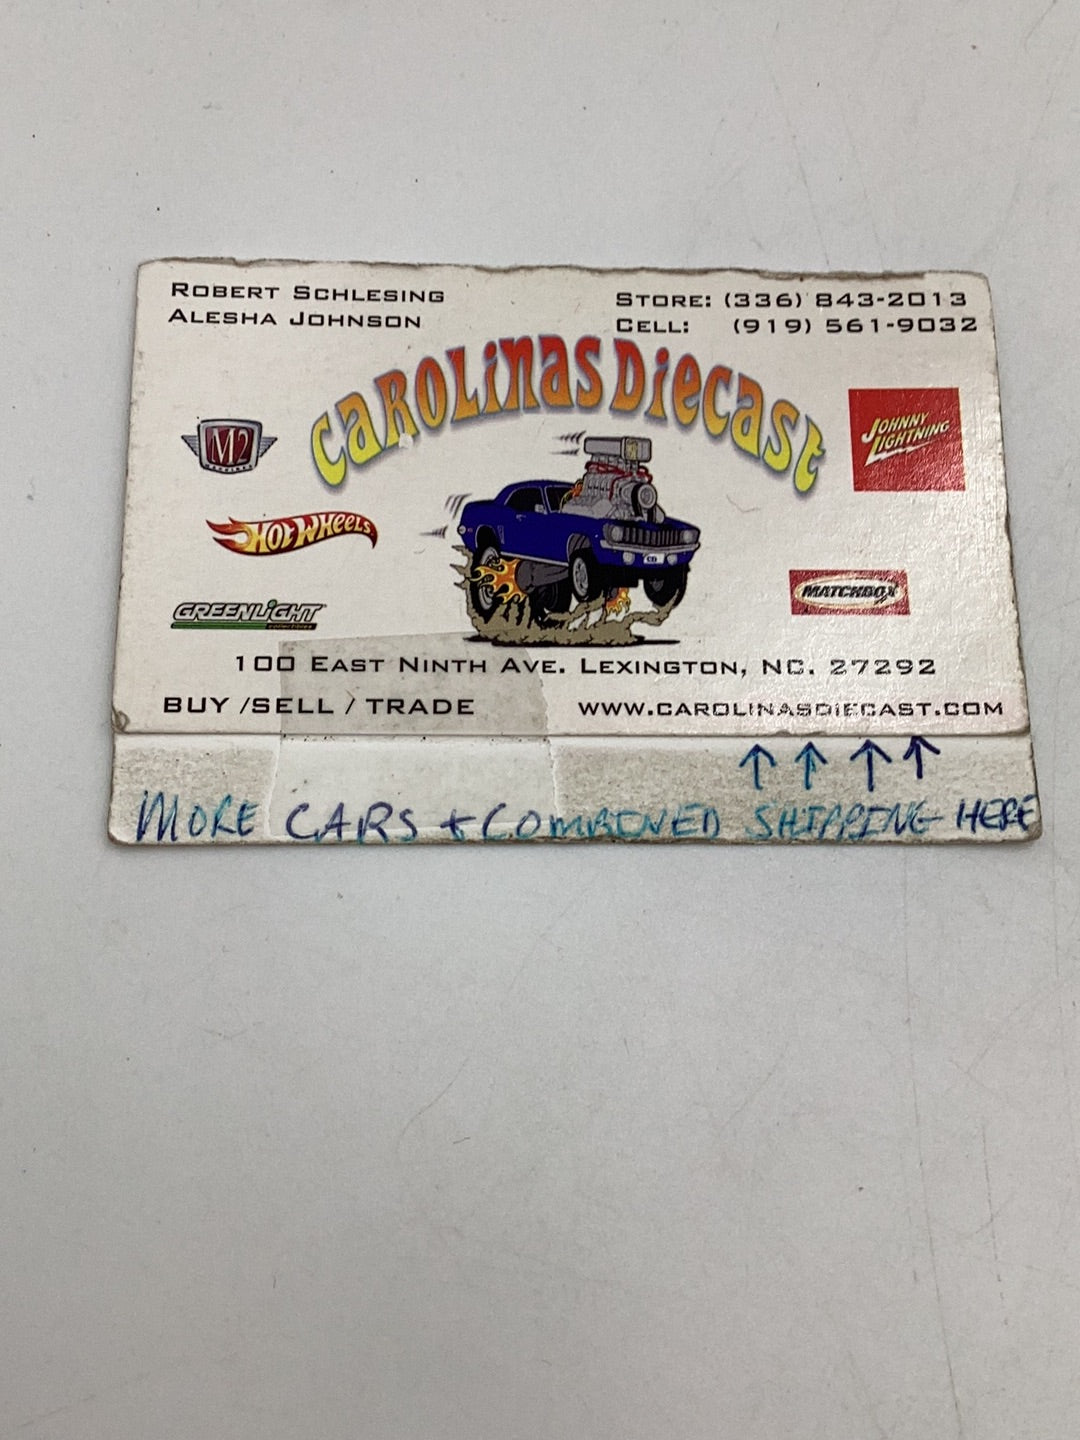 ROBERT SCHLESING
ALESHA JOHNSON
STORE: (336) 843-2013
CELL: (919) 561-9032
CAROLINAS DIECAST
M2
JOHNNY LIGHTNING
HOT WHEELS
MATCHBOX
GREENLIGHT
100 EAST NINTH AVE. LEXINGTON, NC. 27292
BUY /SELL / TRADE
WWW.CAROLINASDIECAST.COM
↑ ↑ ↑ ↑
MORE CARS + COMBINED SHIPPING HERE